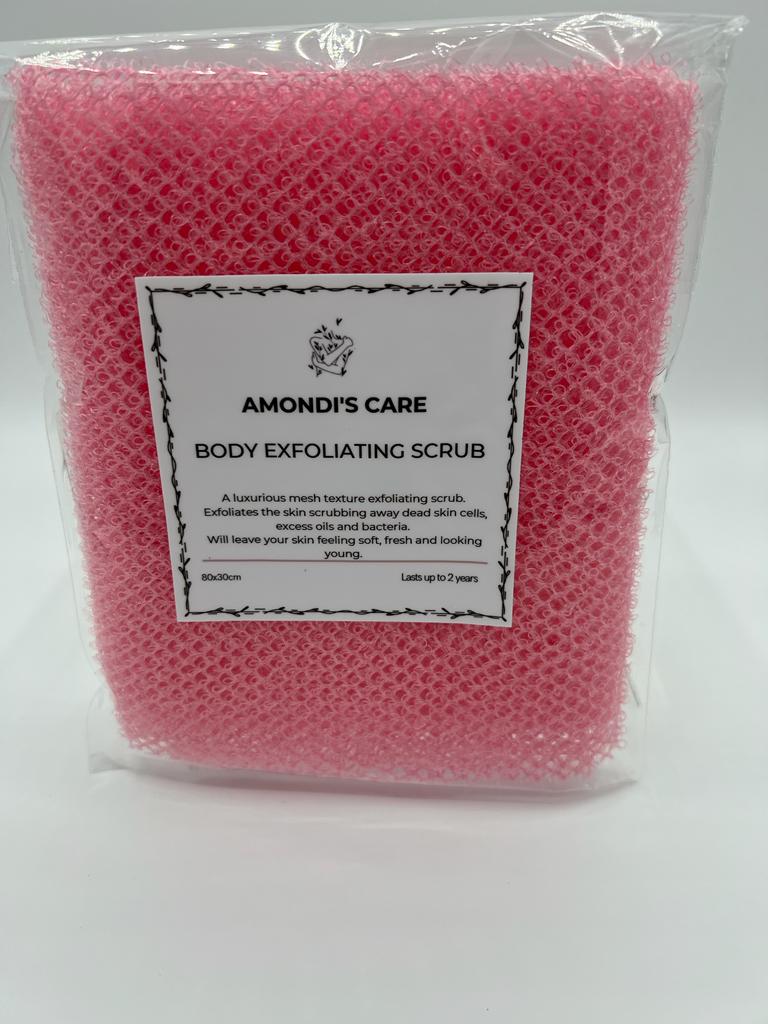 AMONDI'S CARE
BODY EXFOLIATING SCRUB
A luxurious mesh texture exfoliating scrub.
Exfoliates the skin scrubbing away dead skin cells,
excess oils and bacteria.
Will leave your skin feeling soft, fresh and looking
young.
80x30cm Lasts up to 2 years